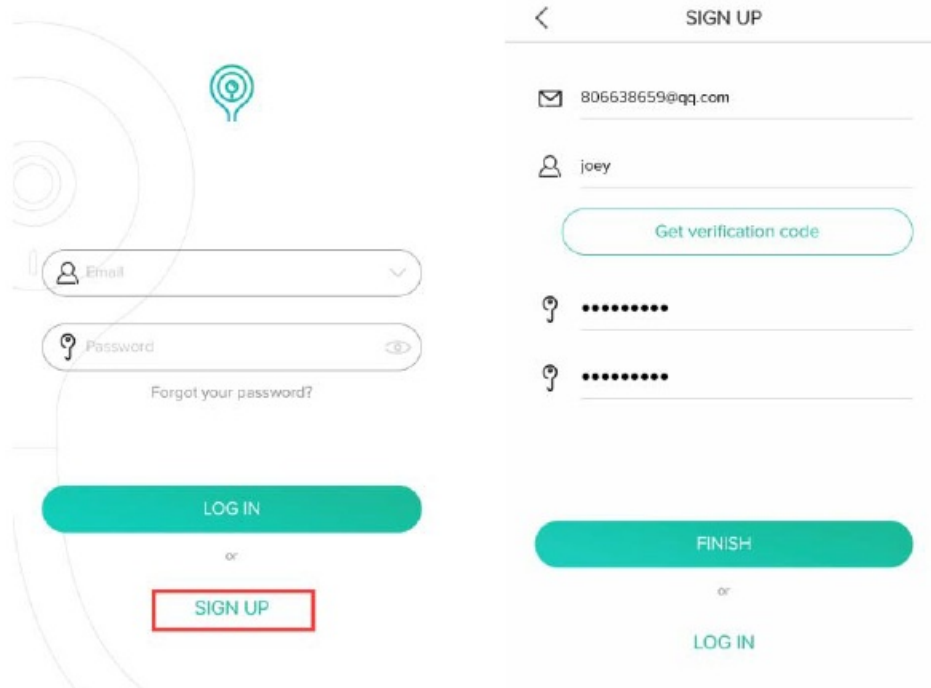 Email
Password
Forgot your password?
LOG IN
or
SIGN UP
SIGN UP
806638659@qq.com
joey
Get verification code
•••••••••
•••••••••
FINISH
or
LOG IN